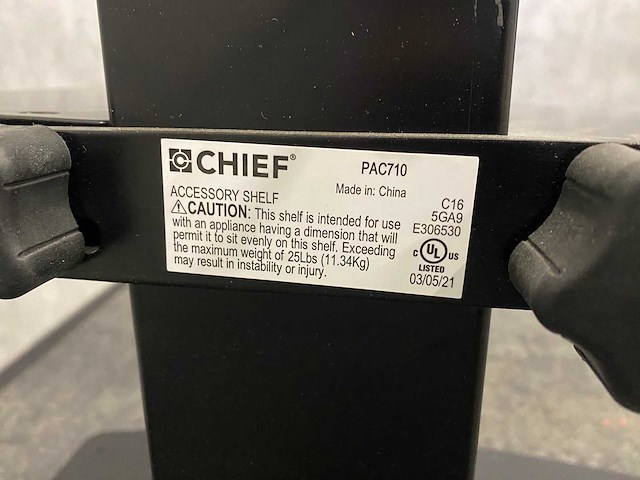 CHIEF®
PAC710
Made in: China
ACCESSORY SHELF
⚠CAUTION: This shelf is intended for use
with an appliance having a dimension that will
permit it to sit evenly on this shelf. Exceeding
the maximum weight of 25Lbs (11.34Kg)
may result in instability or injury.
C16
5GA9
E306530
c UL us
LISTED
03/05/21